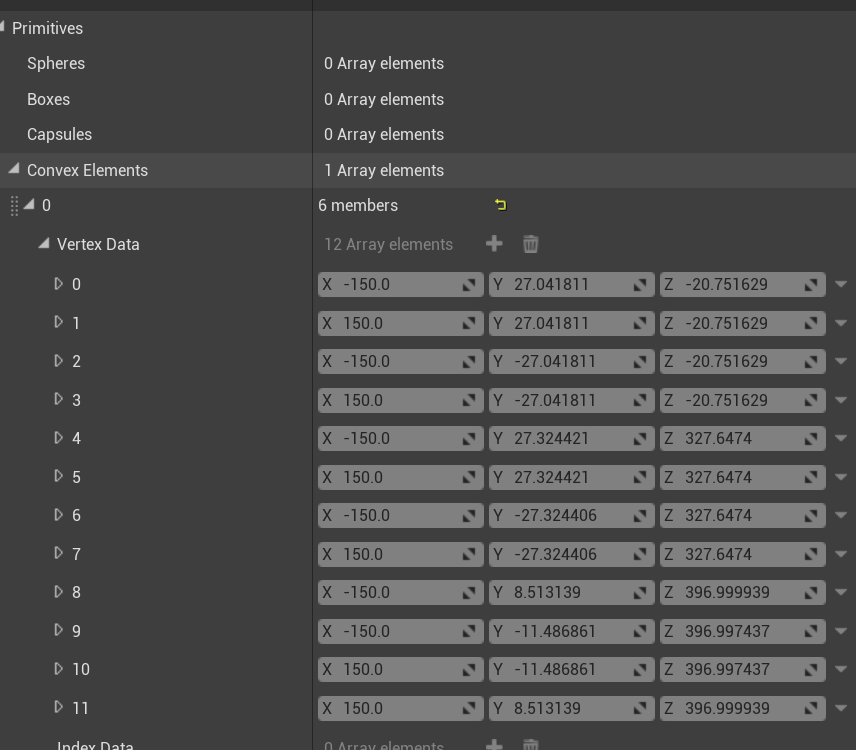 Primitives
Spheres 0 Array elements
Boxes 0 Array elements
Capsules 0 Array elements
Convex Elements 1 Array elements
0 6 members
Vertex Data 12 Array elements
0 X -150.0 Y 27.041811 Z -20.751629
1 X 150.0 Y 27.041811 Z -20.751629
2 X -150.0 Y -27.041811 Z -20.751629
3 X 150.0 Y -27.041811 Z -20.751629
4 X -150.0 Y 27.324421 Z 327.6474
5 X 150.0 Y 27.324421 Z 327.6474
6 X -150.0 Y -27.324406 Z 327.6474
7 X 150.0 Y -27.324406 Z 327.6474
8 X -150.0 Y 8.513139 Z 396.999939
9 X -150.0 Y -11.486861 Z 396.997437
10 X 150.0 Y -11.486861 Z 396.997437
11 X 150.0 Y 8.513139 Z 396.999939
Index Data 0 Array elements